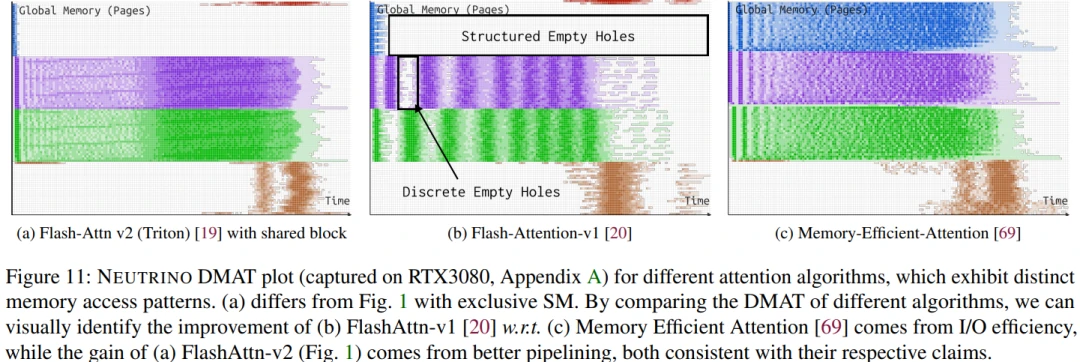 Global Memory (Pages)
Global Memory (Pages)
Global Memory (Pages)
Structured Empty Holes
Discrete Empty Holes
Time
Time
Time
(a) Flash-Attn v2 (Triton) [19] with shared block
(b) Flash-Attention-v1 [20]
(c) Memory-Efficient-Attention [69]
Figure 11: NEUTRINO DMAT plot (captured on RTX3080, Appendix A) for different attention algorithms, which exhibit distinct
memory access patterns. (a) differs from Fig. 1 with exclusive SM. By comparing the DMAT of different algorithms, we can
visually identify the improvement of (b) FlashAttn-v1 [20] w.r.t. (c) Memory Efficient Attention [69] comes from I/O efficiency,
while the gain of (a) FlashAttn-v2 (Fig. 1) comes from better pipelining, both consistent with their respective claims.